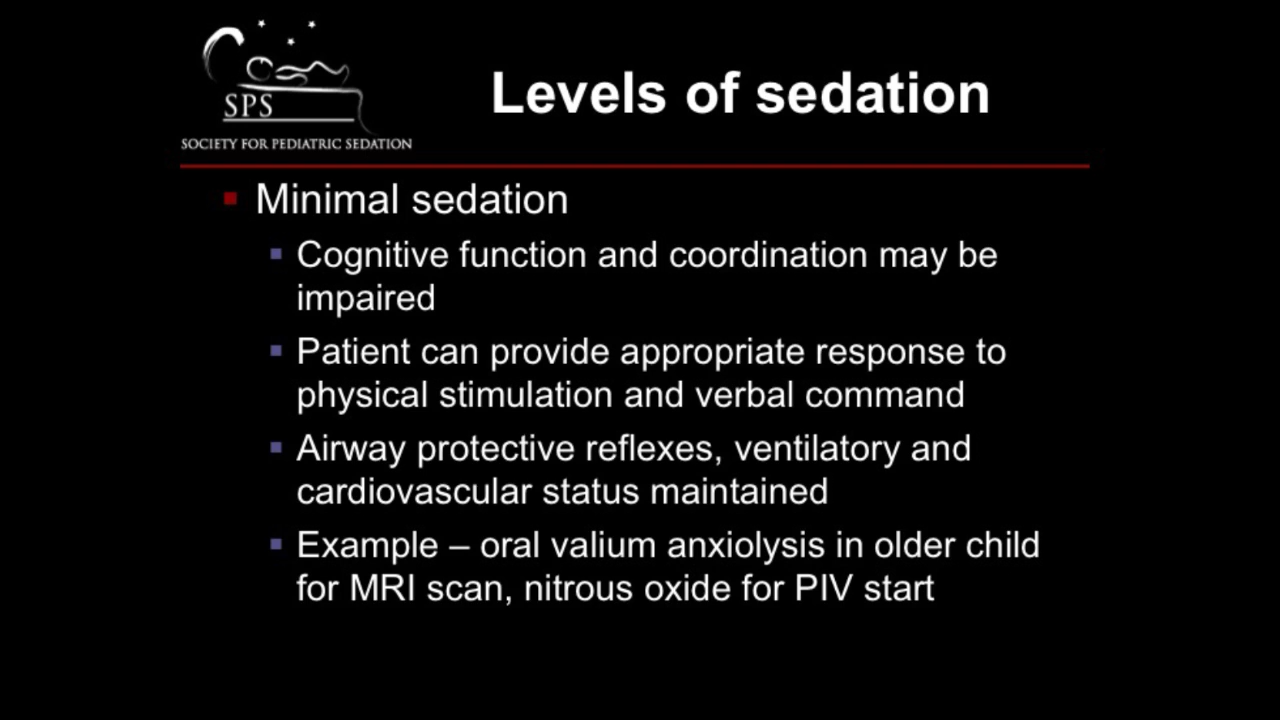 SPS
SOCIETY FOR PEDIATRIC SEDATION
Levels of sedation
Minimal sedation
Cognitive function and coordination may be
impaired
Patient can provide appropriate response to
physical stimulation and verbal command
Airway protective reflexes, ventilatory and
cardiovascular status maintained
Example – oral valium anxiolysis in older child
for MRI scan, nitrous oxide for PIV start